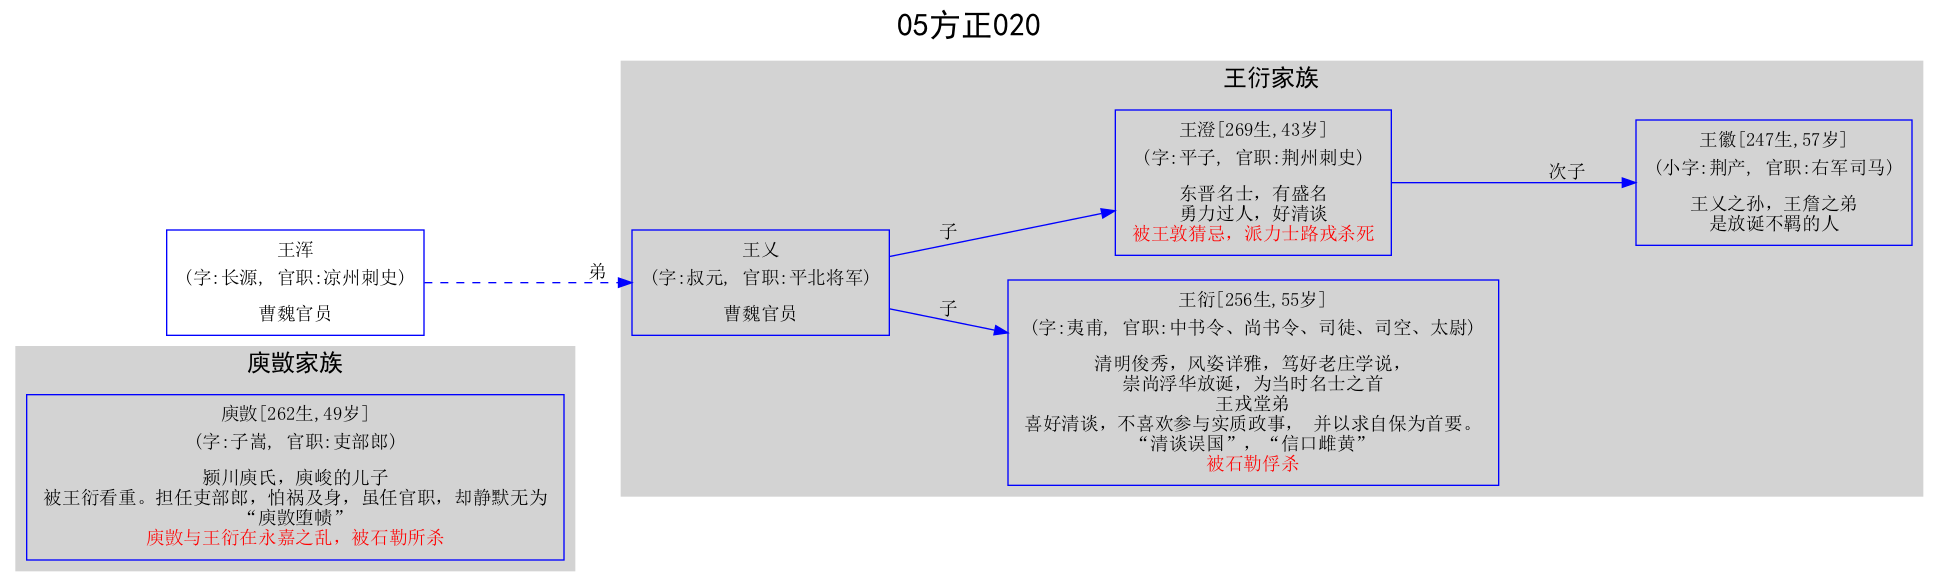 05方正020
王衍家族
王澄[269生,43岁]
(字:平子, 官职:荆州刺史)
东晋名士，有盛名
勇力过人，好清谈
被王敦猜忌，派力士路戎杀死
次子
王徽[247生,57岁]
(小字:荆产, 官职:右军司马)
王乂之孙，王詹之弟
是放诞不羁的人
王浑
(字:长源, 官职:凉州刺史)
曹魏官员
弟
王乂
(字:叔元, 官职:平北将军)
曹魏官员
子
子
王衍[256生,55岁]
(字:夷甫, 官职:中书令、尚书令、司徒、司空、太尉)
清明俊秀，风姿详雅，笃好老庄学说，
崇尚浮华放诞，为当时名士之首
王戎堂弟
喜好清谈，不喜欢参与实质政事， 并以求自保为首要。
“清谈误国”，“信口雌黄”
被石勒俘杀
庾敳家族
庾敳[262生,49岁]
(字:子嵩, 官职:吏部郎)
颍川庾氏，庾峻的儿子
被王衍看重。担任吏部郎，怕祸及身，虽任官职，却静默无为
“庾敳堕帻”
庾敳与王衍在永嘉之乱，被石勒所杀